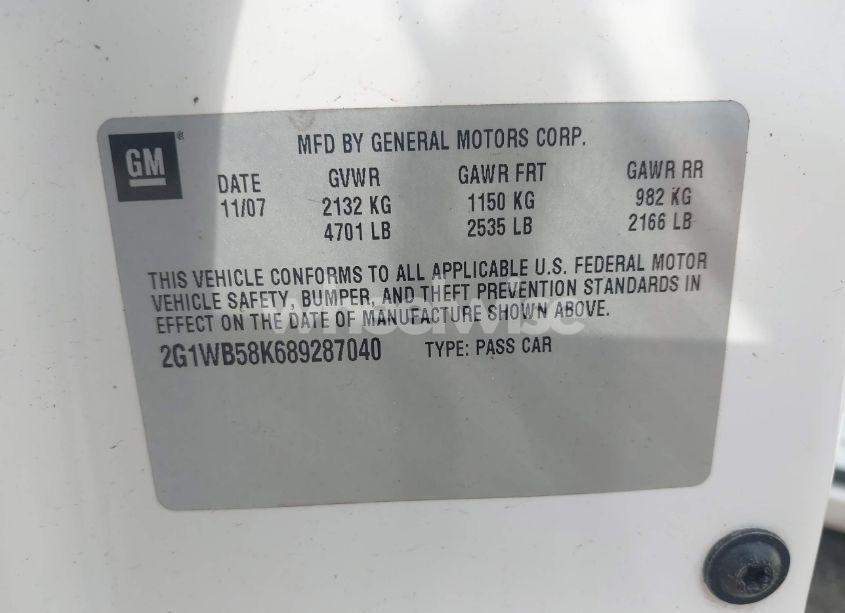 GM®
MFD BY GENERAL MOTORS CORP.
DATE GVWR GAWR FRT GAWR RR
11/07 2132 KG 1150 KG 982 KG
4701 LB 2535 LB 2166 LB
THIS VEHICLE CONFORMS TO ALL APPLICABLE U.S. FEDERAL MOTOR
VEHICLE SAFETY, BUMPER, AND THEFT PREVENTION STANDARDS IN
EFFECT ON THE DATE OF MANUFACTURE SHOWN ABOVE.
2G1WB58K689287040 TYPE: PASS CAR